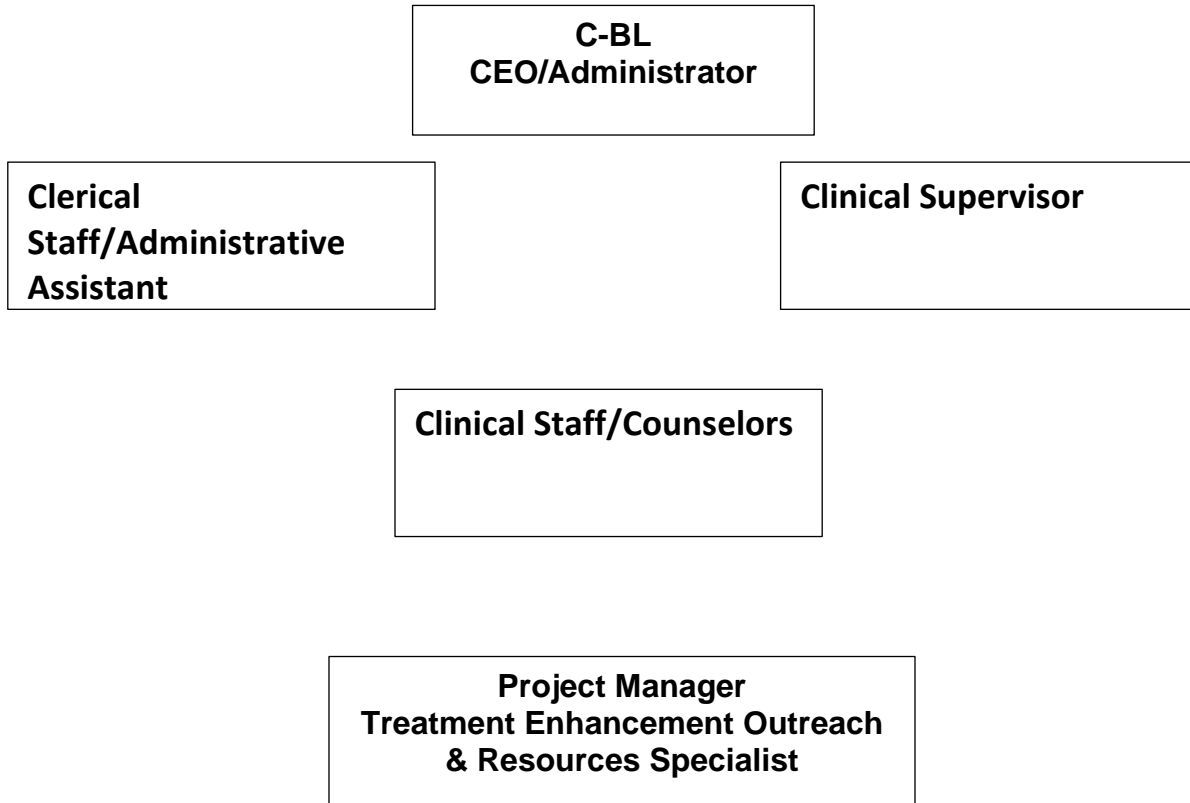 C-BL
CEO/Administrator
Clerical
Staff/Administrative
Assistant
Clinical Supervisor
Clinical Staff/Counselors
Project Manager
Treatment Enhancement Outreach
& Resources Specialist